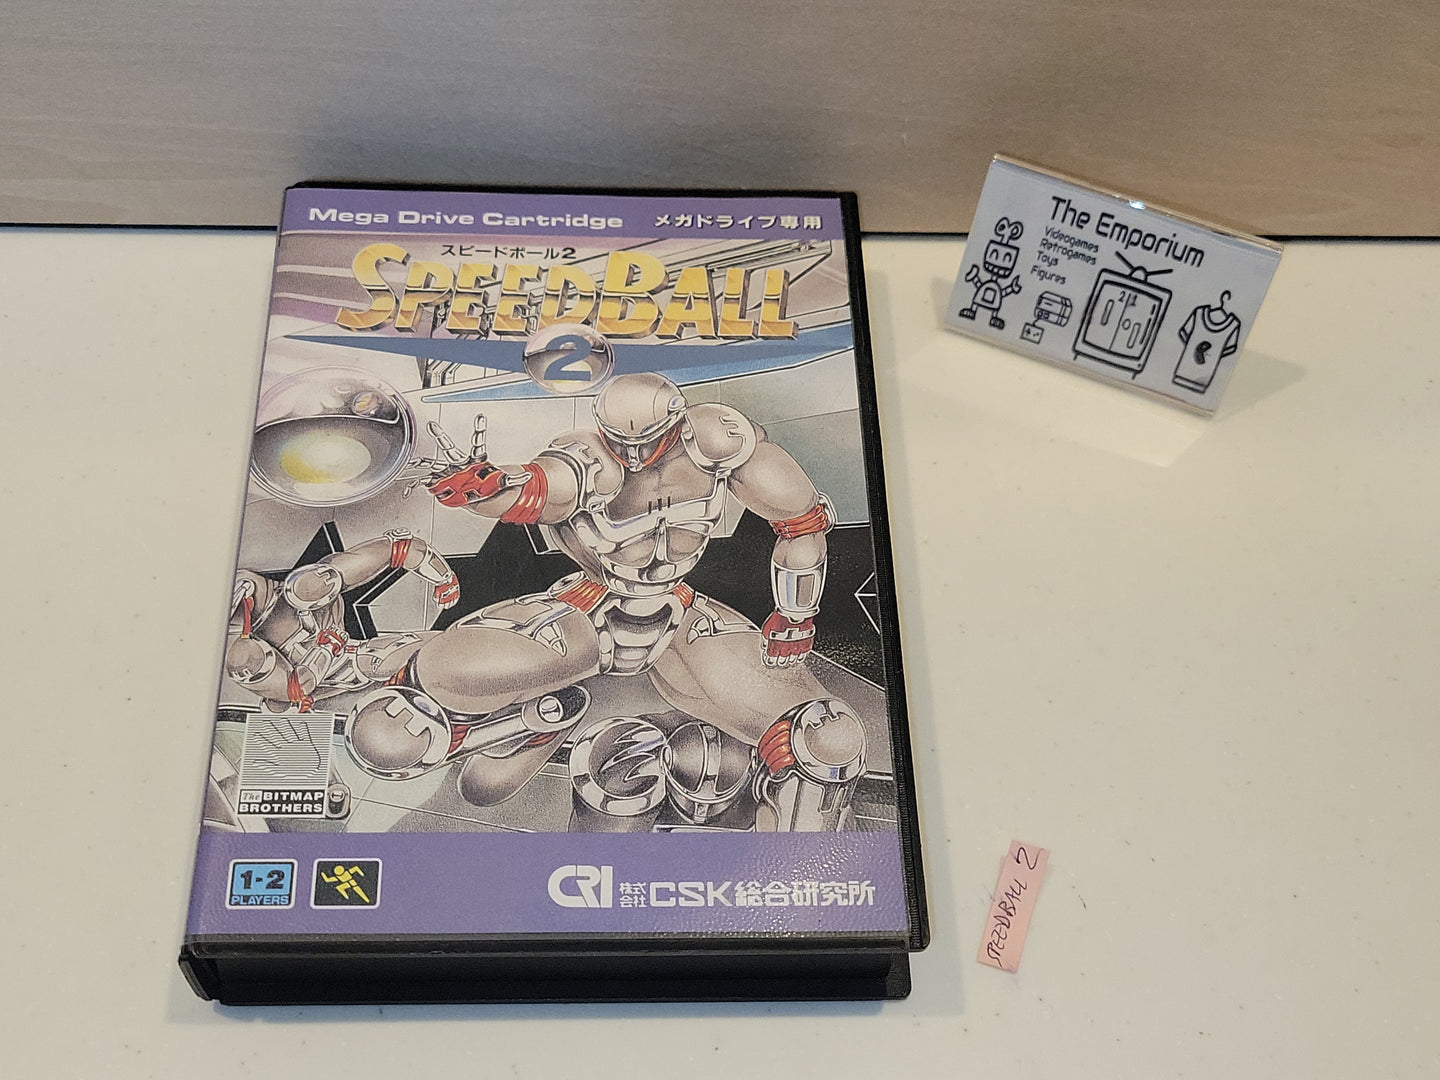 Mega Drive Cartridge メガドライブ専用
スピードボール2
SPEEDBALL
2
The BITMAP
BROTHERS
1-2
PLAYERS
CRI 株式会社 CSK総合研究所
The Emporium
Videogames
Retrogames
Toys
Figures
21
SPEEDBALL 2